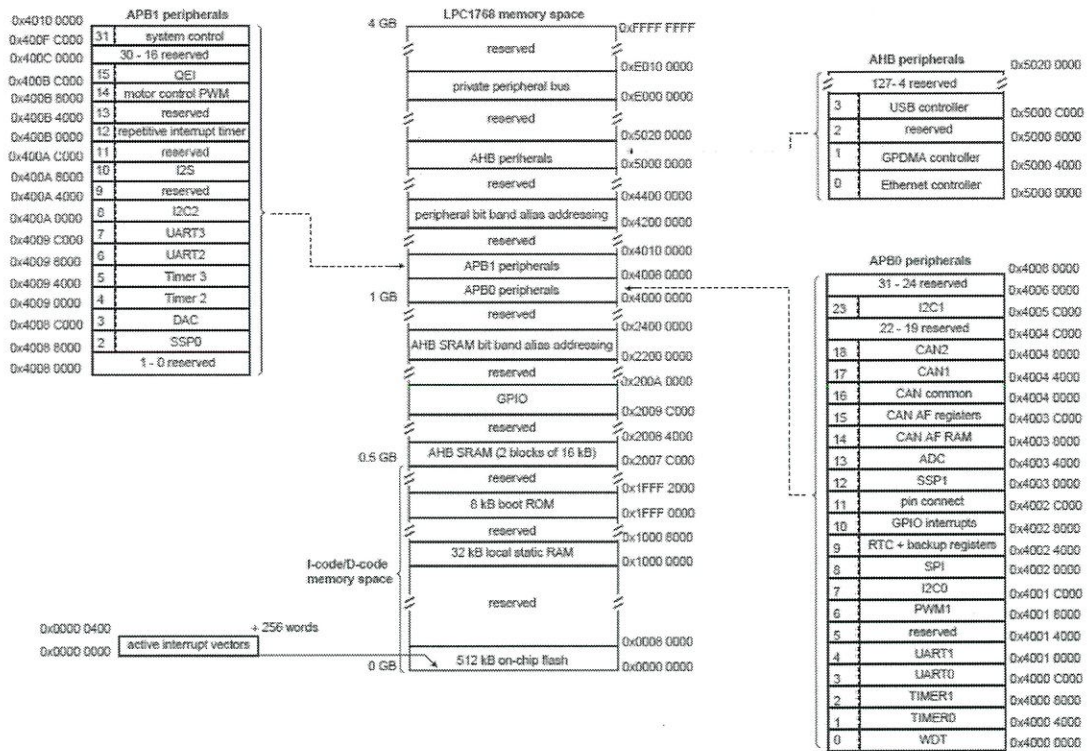 APB1 peripherals
0x4010 0000
31 system control
0x400F C000
30 - 16 reserved
0x400C 0000
15 QEI
0x400B C000
14 motor control PWM
0x400B 8000
13 reserved
0x400B 4000
12 repetitive interrupt timer
0x400B 0000
11 reserved
0x400A C000
10 I2S
0x400A 8000
9 reserved
0x400A 4000
8 I2C2
0x400A 0000
7 UART3
0x4009 C000
6 UART2
0x4009 8000
5 Timer 3
0x4009 4000
4 Timer 2
0x4009 0000
3 DAC
0x4008 C000
2 SSP0
0x4008 8000
1 - 0 reserved
0x4008 0000
LPC1768 memory space
4 GB
0xFFFF FFFF
reserved
0xE010 0000
private peripheral bus
0xE000 0000
reserved
0x5020 0000
AHB peritherals
0x5000 0000
reserved
0x4400 0000
peripheral bit band alias addressing
0x4200 0000
reserved
0x4010 0000
APB1 peripherals
0x4008 0000
APB0 peripherals
1 GB
0x4000 0000
reserved
0x2400 0000
AHB SRAM bit band alias addressing
0x2200 0000
reserved
0x200A 0000
GPIO
0x2009 C000
reserved
0x2008 4000
AHB SRAM (2 blocks of 16 kB)
0.5 GB
0x2007 C000
reserved
0x1FFF 2000
8 kB boot ROM
0x1FFF 0000
reserved
0x1000 8000
32 kB local static RAM
0x1000 0000
I-code/D-code
memory space
reserved
0x0008 0000
512 kB on-chip flash
0 GB
0x0000 0000
0x0000 0400
+ 256 words
active interrupt vectors
0x0000 0000
AHB peripherals
0x5020 0000
127- 4 reserved
3 USB controller
0x5000 C000
2 reserved
0x5000 8000
1 GPDMA controller
0x5000 4000
0 Ethernet controller
0x5000 0000
APB0 peripherals
0x4008 0000
31 - 24 reserved
0x4006 0000
23 I2C1
0x4005 C000
22 - 19 reserved
0x4004 C000
18 CAN2
0x4004 8000
17 CAN1
0x4004 4000
16 CAN common
0x4004 0000
15 CAN AF registers
0x4003 C000
14 CAN AF RAM
0x4003 8000
13 ADC
0x4003 4000
12 SSP1
0x4003 0000
11 pin connect
0x4002 C000
10 GPIO interrupts
0x4002 8000
9 RTC + backup registers
0x4002 4000
8 SPI
0x4002 0000
7 I2C0
0x4001 C000
6 PWM1
0x4001 8000
5 reserved
0x4001 4000
4 UART1
0x4001 0000
3 UART0
0x4000 C000
2 TIMER1
0x4000 8000
1 TIMER0
0x4000 4000
0 WDT
0x4000 0000